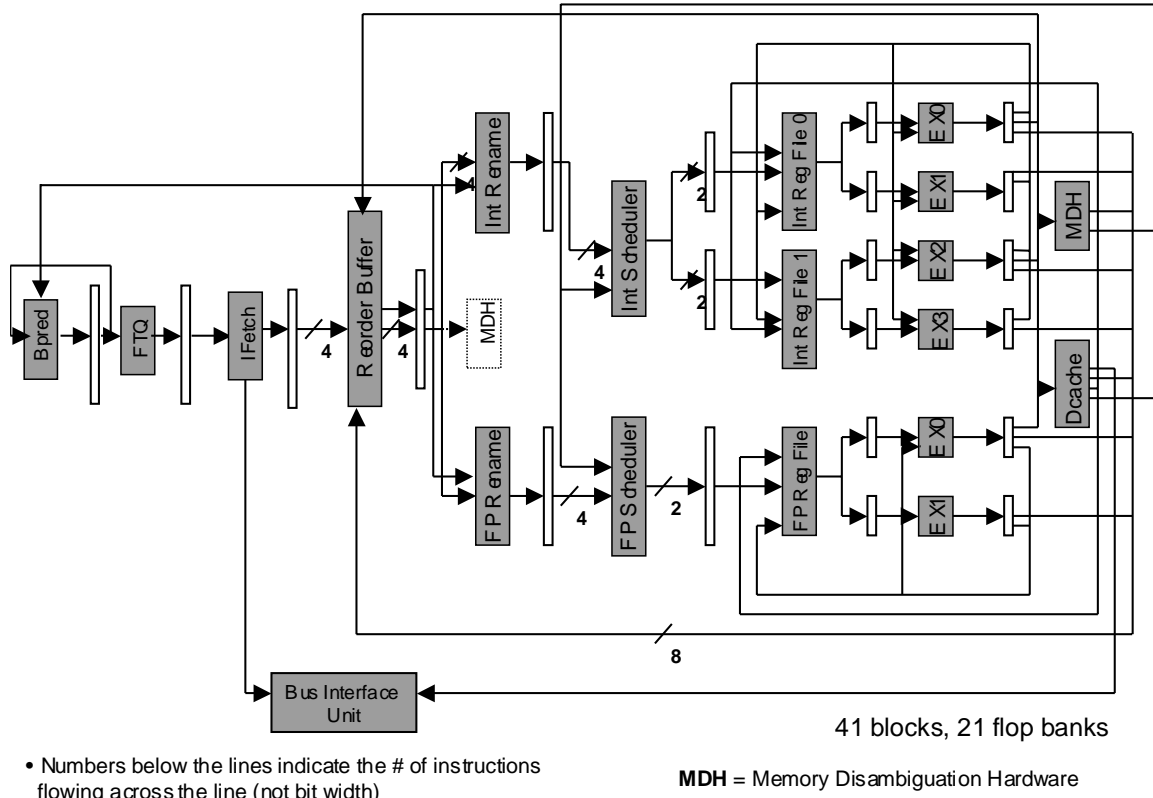 Bpred
FTQ
IFetch
4
Reorder Buffer
4
MDH
4
Int Rename
FP Rename
4
Int Scheduler
4
FP Scheduler
2
2
2
Int Reg File 0
Int Reg File 1
FP Reg File
EX0
EX1
EX2
EX3
EX0
EX1
MDH
Dcache
8
Bus Interface
Unit
41 blocks, 21 flop banks
• Numbers below the lines indicate the # of instructions
flowing across the line (not bit width)
MDH = Memory Disambiguation Hardware